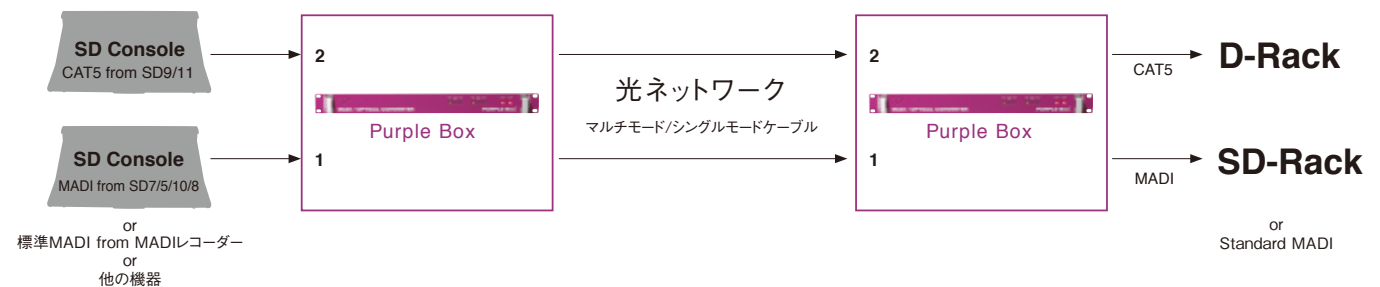 SD Console
CAT5 from SD9/11
2
Purple Box
1
光ネットワーク
マルチモード/シングルモードケーブル
2
Purple Box
1
CAT5
D-Rack
SD Console
MADI from SD7/5/10/8
or
標準MADI from MADIレコーダー
or
他の機器
MADI
SD-Rack
or
Standard MADI